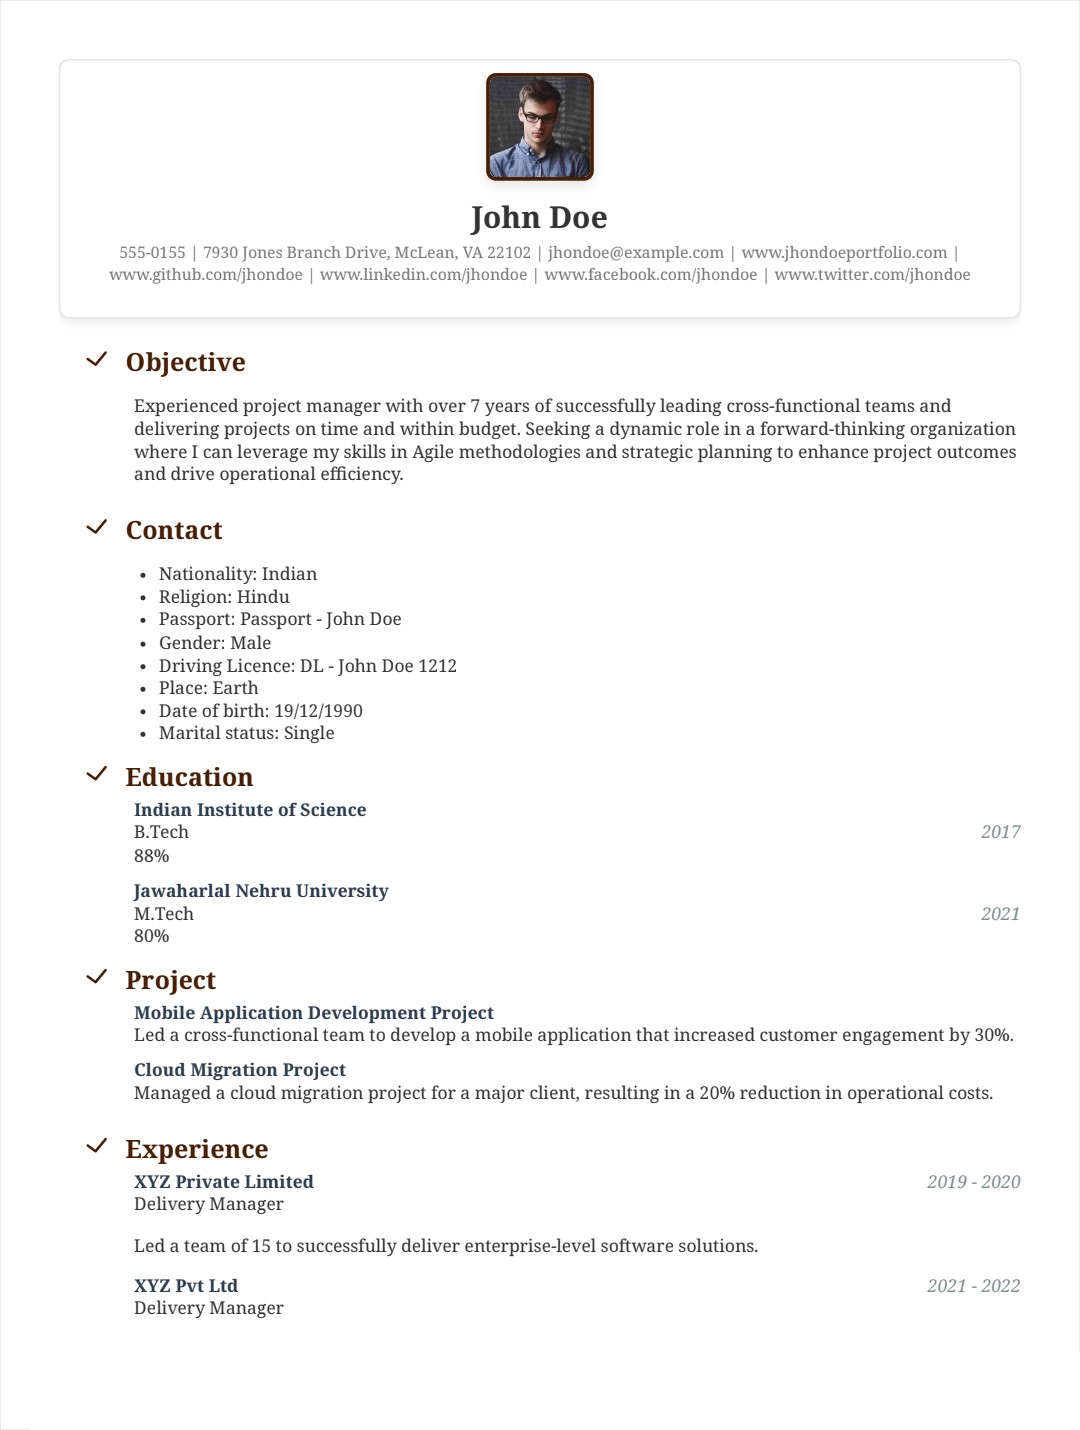 John Doe
555-0155 | 7930 Jones Branch Drive, McLean, VA 22102 | jhondoe@example.com | www.jhondoeportfolio.com |
www.github.com/jhondoe | www.linkedin.com/jhondoe | www.facebook.com/jhondoe | www.twitter.com/jhondoe
Objective
Experienced project manager with over 7 years of successfully leading cross-functional teams and
delivering projects on time and within budget. Seeking a dynamic role in a forward-thinking organization
where I can leverage my skills in Agile methodologies and strategic planning to enhance project outcomes
and drive operational efficiency.
Contact
• Nationality: Indian
• Religion: Hindu
• Passport: Passport - John Doe
• Gender: Male
• Driving Licence: DL - John Doe 1212
• Place: Earth
• Date of birth: 19/12/1990
• Marital status: Single
Education
Indian Institute of Science
B.Tech 2017
88%
Jawaharlal Nehru University
M.Tech 2021
80%
Project
Mobile Application Development Project
Led a cross-functional team to develop a mobile application that increased customer engagement by 30%.
Cloud Migration Project
Managed a cloud migration project for a major client, resulting in a 20% reduction in operational costs.
Experience
XYZ Private Limited 2019 - 2020
Delivery Manager
Led a team of 15 to successfully deliver enterprise-level software solutions.
XYZ Pvt Ltd 2021 - 2022
Delivery Manager